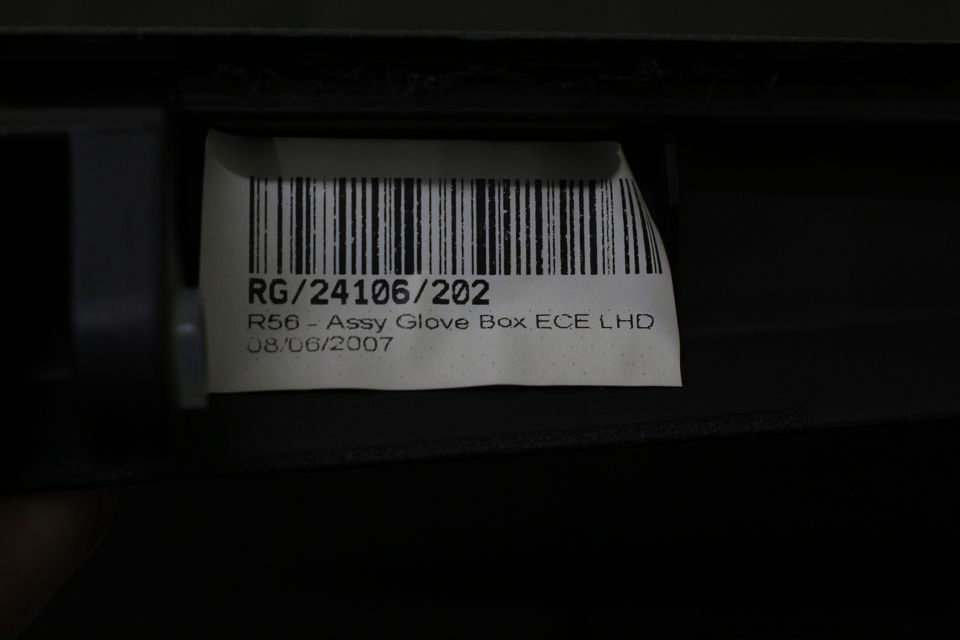 RG/24106/202
R56 - Assy Glove Box ECE LHD
08/06/2007